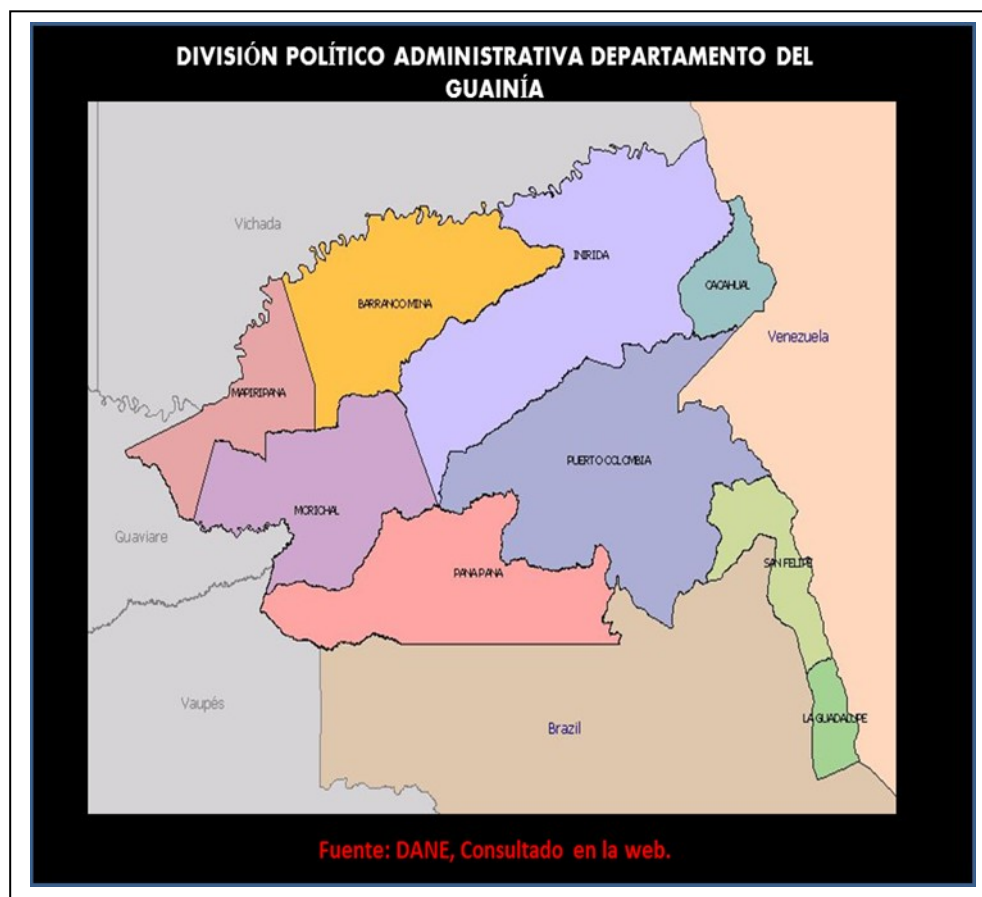 DIVISIÓN POLÍTICO ADMINISTRATIVA DEPARTAMENTO DEL
GUAINÍA
Vichada
INIRIDA
CACAHUAL
BARRANCO MINA
Venezuela
MAPIRIPANA
PUERTO COLOMBIA
MORICHAL
Guaviare
SAN FELIPE
PANA PANA
Vaupés
LA GUADALUPE
Brazil
Fuente: DANE, Consultado en la web.